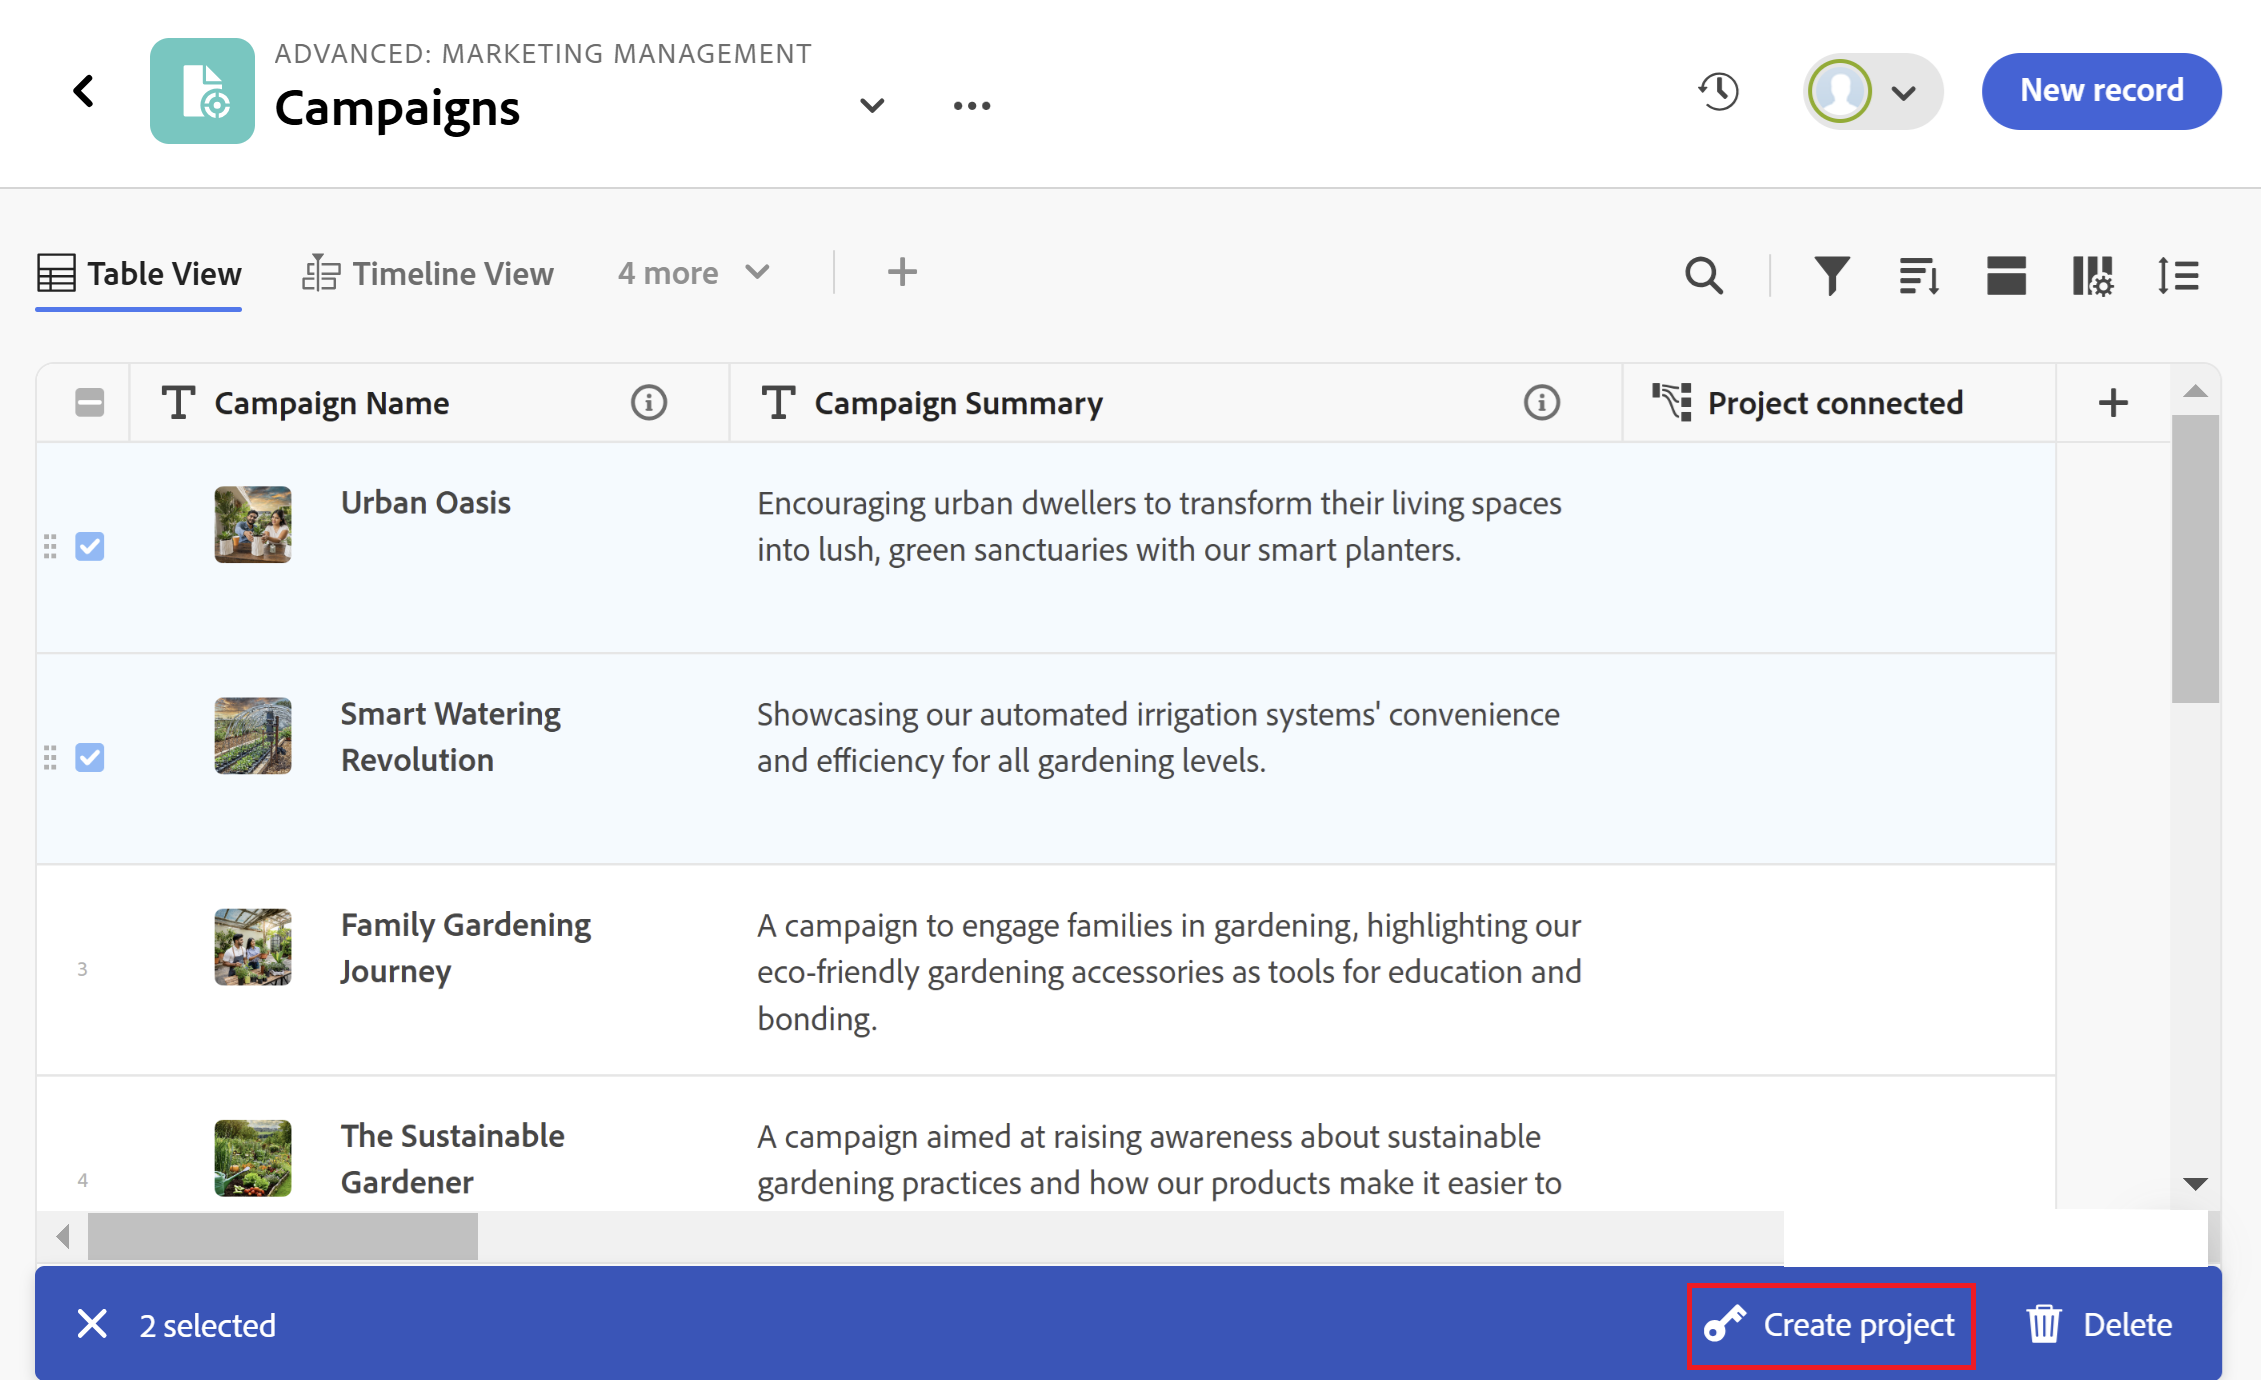 ADVANCED: MARKETING MANAGEMENT
Campaigns
New record
Table View
Timeline View
4 more
Campaign Name
Campaign Summary
Project connected
Urban Oasis
Encouraging urban dwellers to transform their living spaces
into lush, green sanctuaries with our smart planters.
Smart Watering
Revolution
Showcasing our automated irrigation systems' convenience
and efficiency for all gardening levels.
3
Family Gardening
Journey
A campaign to engage families in gardening, highlighting our
eco-friendly gardening accessories as tools for education and
bonding.
4
The Sustainable
Gardener
A campaign aimed at raising awareness about sustainable
gardening practices and how our products make it easier to
2 selected
Create project
Delete